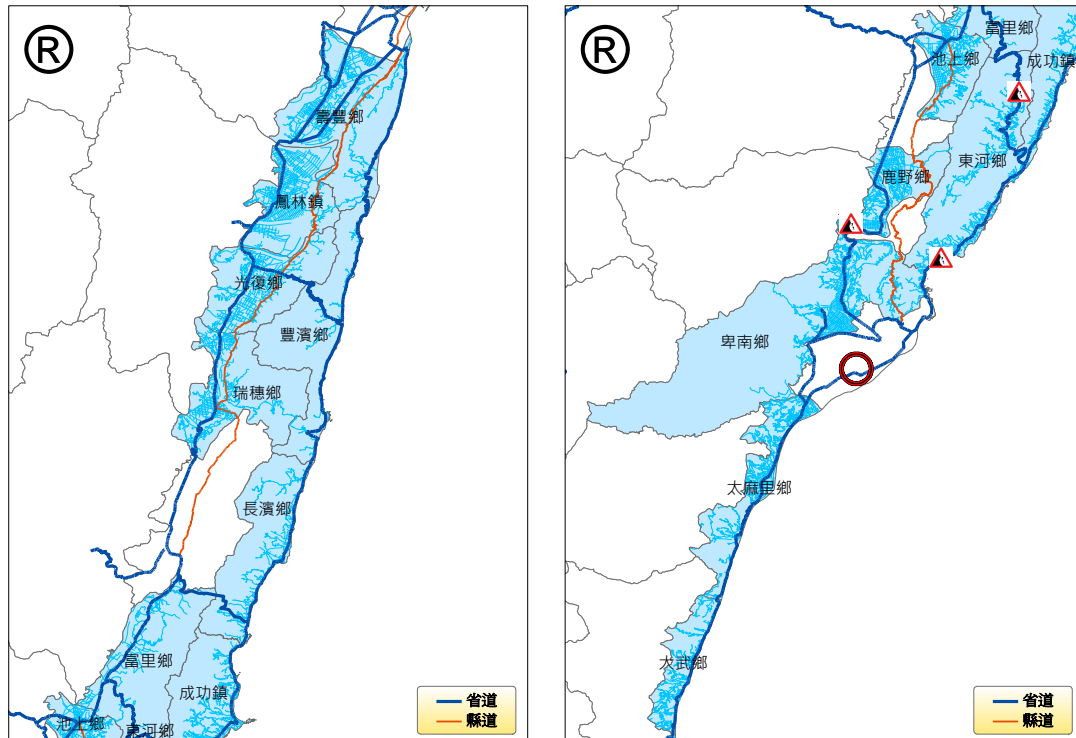 R
壽豐鄉
鳳林鎮
光復鄉
豐濱鄉
瑞穗鄉
長濱鄉
富里鄉
成功鎮
池上鄉
東河鄉
省道
縣道
R
富里鄉
池上鄉
成功鎮
東河鄉
鹿野鄉
卑南鄉
太麻里鄉
大武鄉
省道
縣道